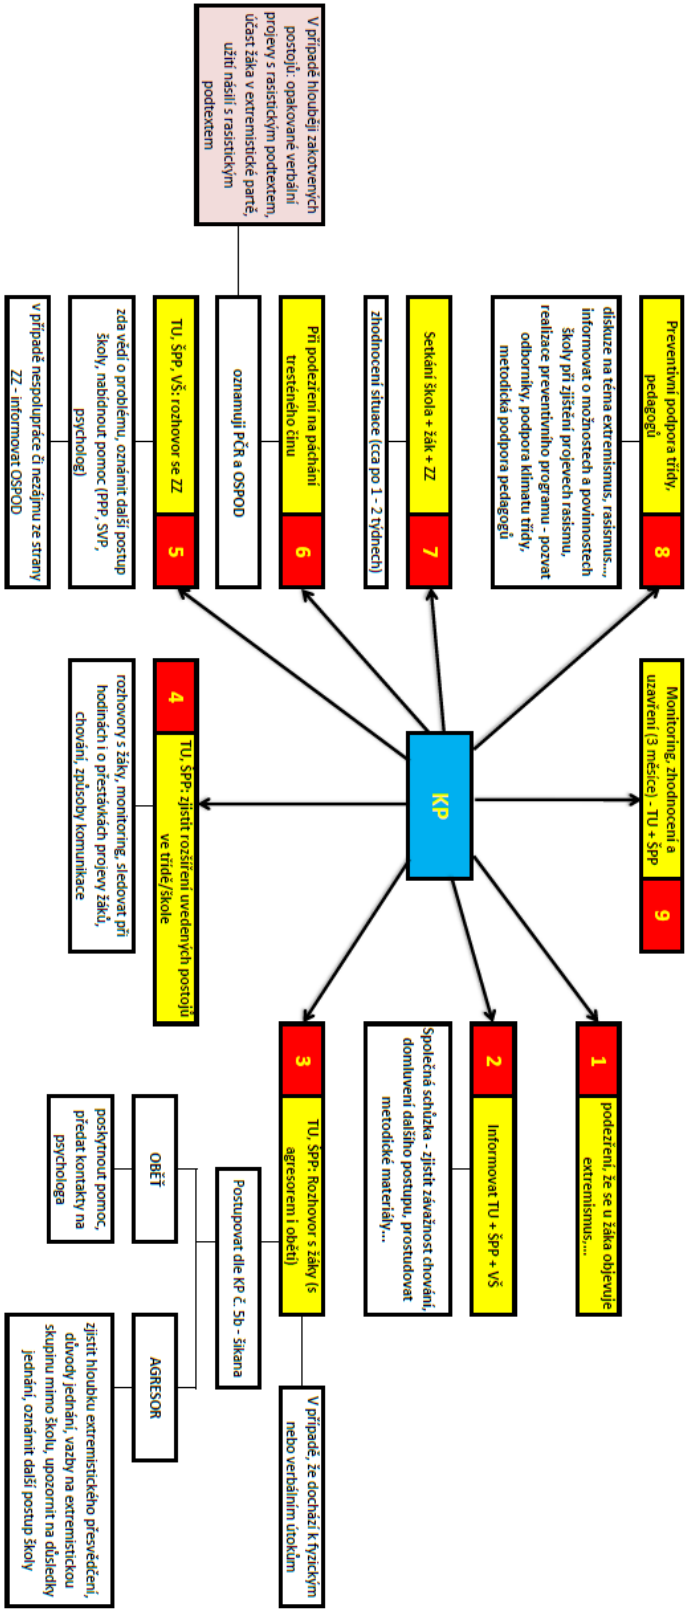 KP
1
podezření, že se u žáka objevuje
extremismus,...
2
Informovat TU + ŠPP + VŠ
Společná schůzka - zjistit závažnost chování,
domluvení dalšího postupu, prostudovat
metodické materiály...
3
TU, ŠPP: Rozhovor s žáky (s
agresorem i obětí)
V případě, že dochází k fyzickým
nebo verbálním útokům
Postupovat dle KP č. 5b - šikana
OBĚŤ
poskytnout pomoc,
předat kontakty na
psychologa
AGRESOR
zjistit hloubku extremistického přesvědčení,
důvody jednání, vazby na extremistickou
skupinu mimo školu, upozornit na důsledky
jednání, oznámit další postup školy
4
TU, ŠPP: zjistit rozšíření uvedených postojů
ve třídě/škole
rozhovory s žáky, monitoring, sledovat při
hodinách i o přestávkách projevy žáků,
chování, způsoby komunikace
TU, ŠPP, VŠ: rozhovor se ZZ
5
zda vědí o problému, oznámit další postup
školy, nabídnout pomoc (PPP, SVP,
psycholog)
v případě nespolupráce či nezájmu ze strany
ZZ - informovat OSPOD
Při podezření na páchání
trestného činu
6
oznamuji PČR a OSPOD
V případě hlouběji zakotvených
postojů: opakované verbální
projevy s rasistickým podtextem,
účast žáka v extremistické partě,
užití násilí s rasistickým
podtextem
Setkání škola + žák + ZZ
7
zhodnocení situace (cca po 1 - 2 týdnech)
Preventivní podpora třídy,
pedagogů
8
diskuze na téma extremismus, rasismus...,
informovat o možnostech a povinnostech
školy při zjištění projevech rasismu,
realizace preventivního programu - pozvat
odborníky, podpora klimatu třídy,
metodická podpora pedagogů
Monitoring, zhodnocení a
uzavření (3 měsíce) - TU + ŠPP
9